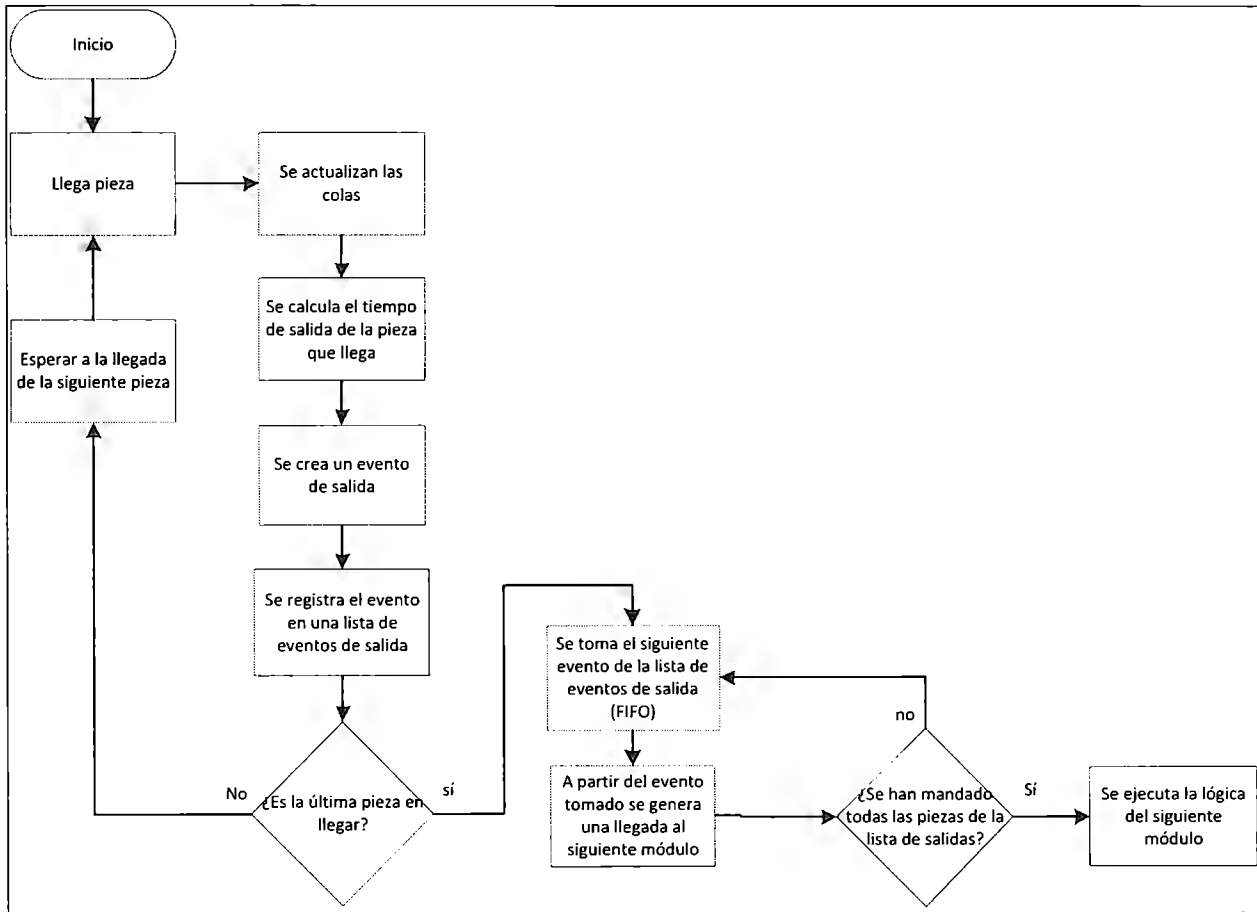 Inicio
Llega pieza
Se actualizan las
colas
Se calcula el tiempo
de salida de la pieza
que llega
Esperar a la llegada
de la siguiente pieza
Se crea un evento
de salida
Se registra el evento
en una lista de
eventos de salida
¿Es la última pieza en
llegar?
No
sí
Se toma el siguiente
evento de la lista de
eventos de salida
(FIFO)
A partir del evento
tomado se genera
una llegada al
siguiente módulo
¿Se han mandado
todas las piezas de la
lista de salidas?
no
Sí
Se ejecuta la lógica
del siguiente
módulo